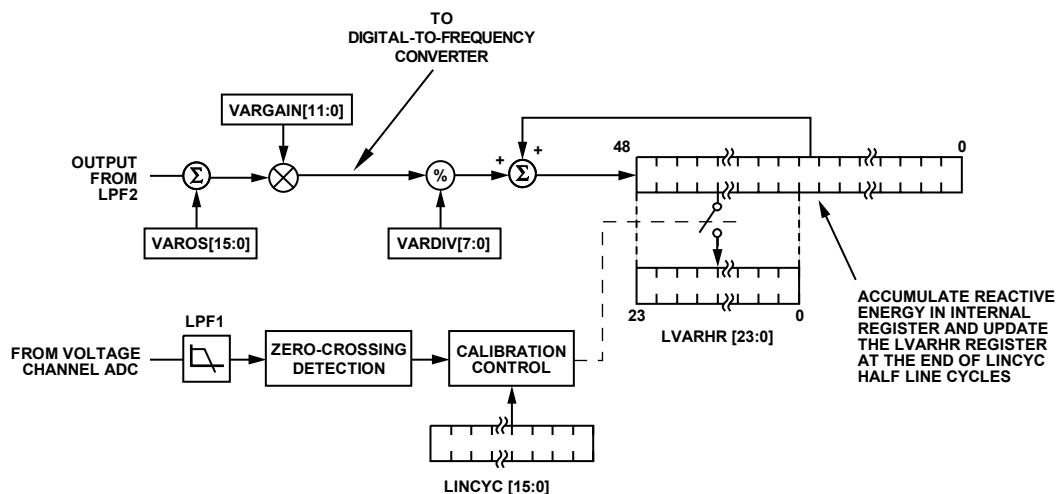 TO
DIGITAL-TO-FREQUENCY
CONVERTER
VARGAIN[11:0]
OUTPUT
FROM
LPF2
Σ
%
+
+
Σ
48
0
VAROS[15:0]
VARDIV[7:0]
23
0
LVARHR [23:0]
ACCUMULATE REACTIVE
ENERGY IN INTERNAL
REGISTER AND UPDATE
THE LVARHR REGISTER
AT THE END OF LINCYC
HALF LINE CYCLES
LPF1
FROM VOLTAGE
CHANNEL ADC
ZERO-CROSSING
DETECTION
CALIBRATION
CONTROL
LINCYC [15:0]